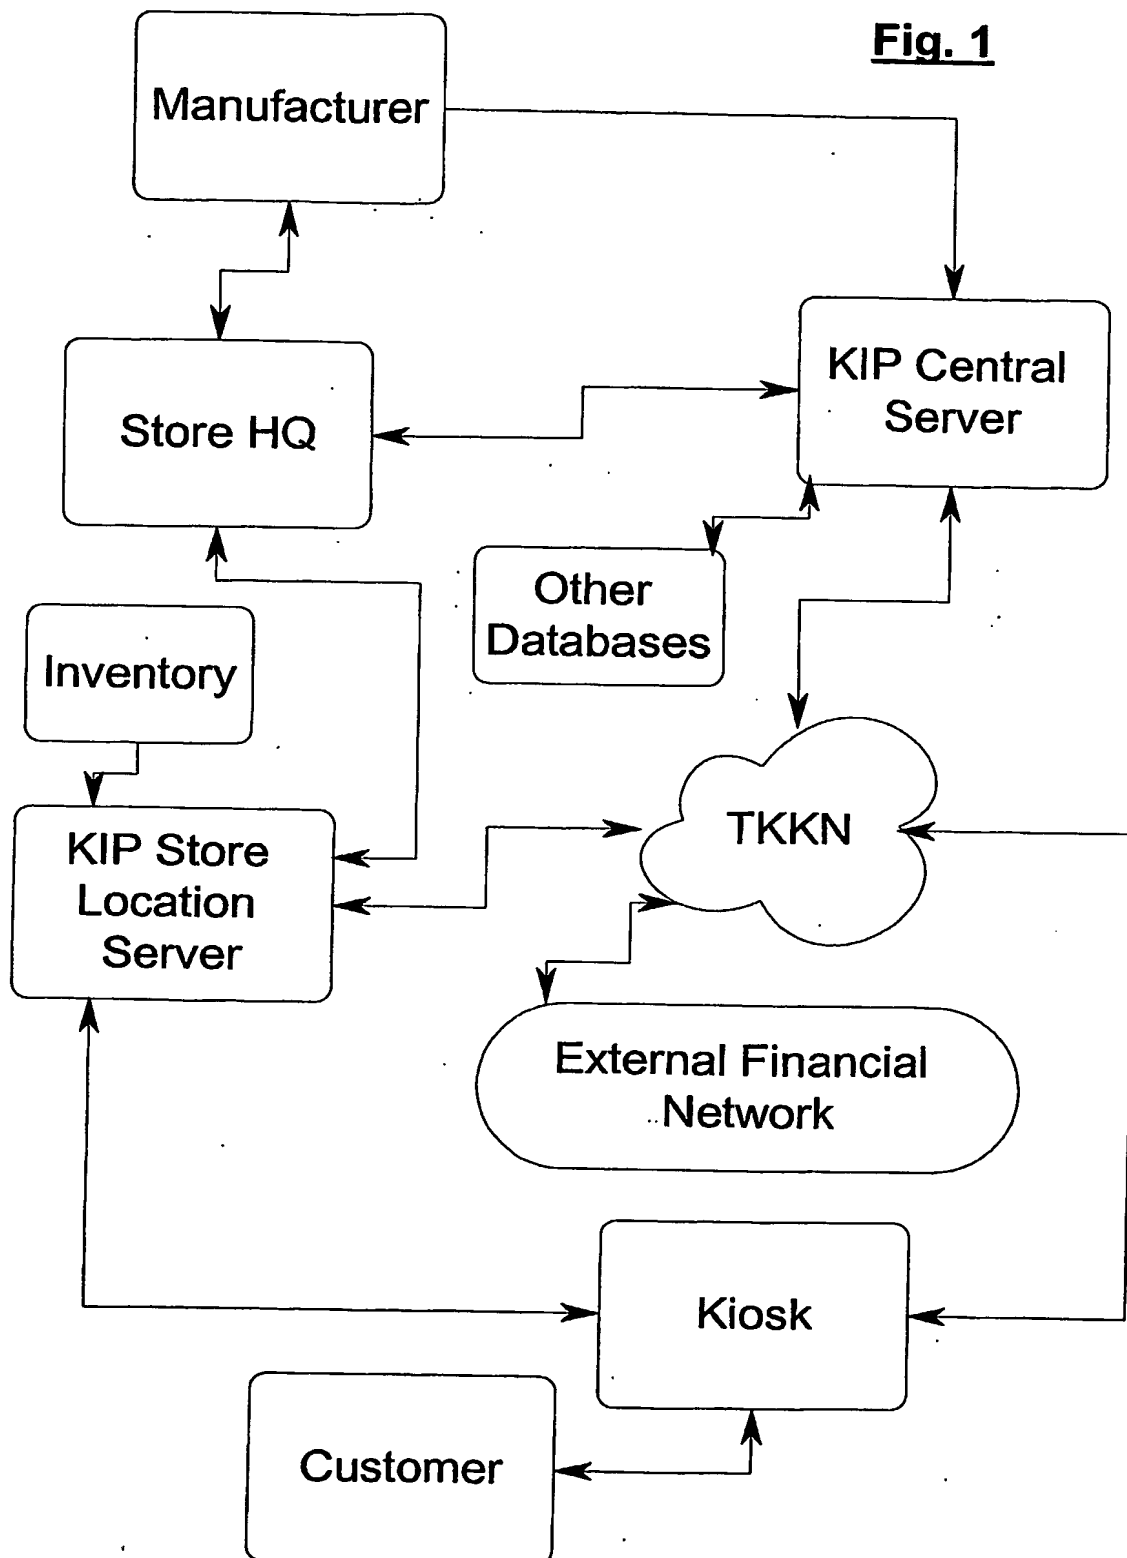 Fig. 1
Manufacturer
KIP Central
Server
Store HQ
Other
Databases
Inventory
TKKN
KIP Store
Location
Server
External Financial
Network
Kiosk
Customer